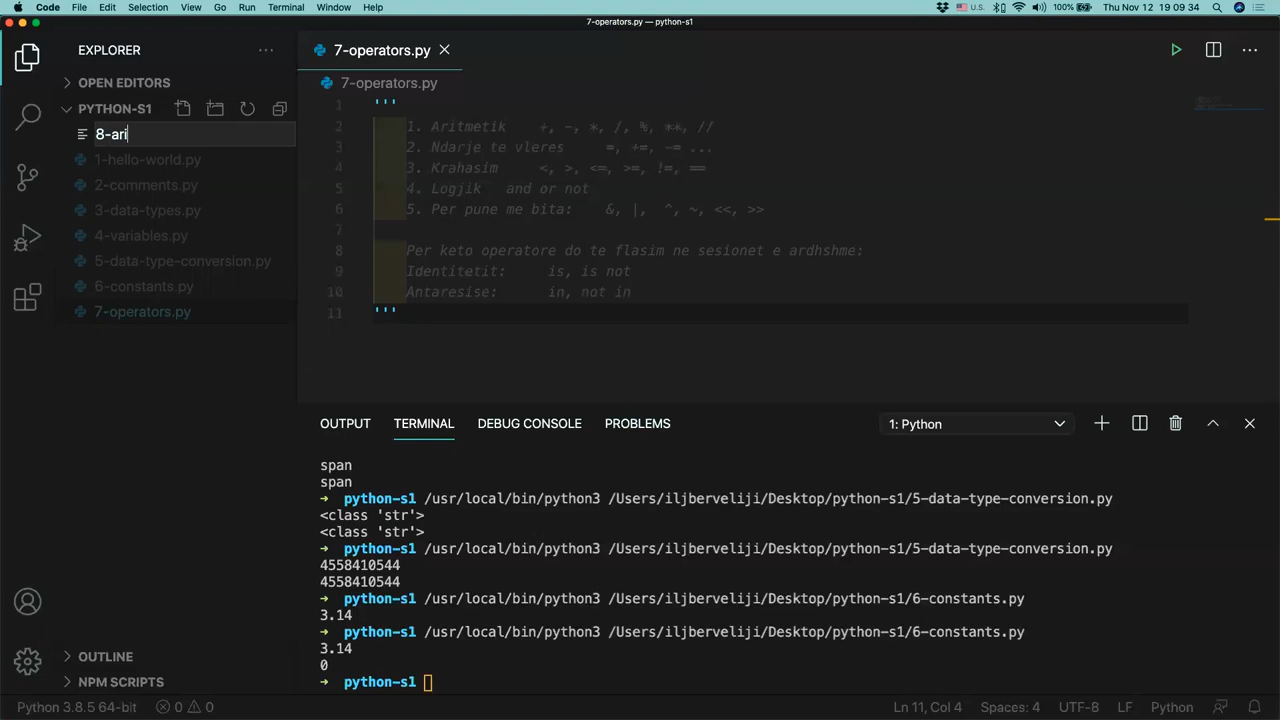 Code File Edit Selection View Go Run Terminal Window Help U.S. 100% Thu Nov 12 19:09:34
7-operators.py — python-s1
EXPLORER
OPEN EDITORS
PYTHON-S1
8-ari
1-hello-world.py
2-comments.py
3-data-types.py
4-variables.py
5-data-type-conversion.py
6-constants.py
7-operators.py
OUTLINE
NPM SCRIPTS
7-operators.py
7-operators.py
1 '''
2 1. Aritmetik +, -, *, /, %, **, //
3 2. Ndarje te vleres =, +=, -= ...
4 3. Krahasim <, >, <=, >=, !=, ==
5 4. Logjik and or not
6 5. Per pune me bita: &, |, ^, ~, <<, >>
7
8 Per keto operatore do te flasim ne sesionet e ardhshme:
9 Identitetit: is, is not
10 Antaresise: in, not in
11 '''
OUTPUT TERMINAL DEBUG CONSOLE PROBLEMS 1: Python
span
span
→ python-s1 /usr/local/bin/python3 /Users/iljberveliji/Desktop/python-s1/5-data-type-conversion.py
<class 'str'>
<class 'str'>
→ python-s1 /usr/local/bin/python3 /Users/iljberveliji/Desktop/python-s1/5-data-type-conversion.py
4558410544
4558410544
→ python-s1 /usr/local/bin/python3 /Users/iljberveliji/Desktop/python-s1/6-constants.py
3.14
→ python-s1 /usr/local/bin/python3 /Users/iljberveliji/Desktop/python-s1/6-constants.py
3.14
0
→ python-s1
Python 3.8.5 64-bit 0 0 Ln 11, Col 4 Spaces: 4 UTF-8 LF Python